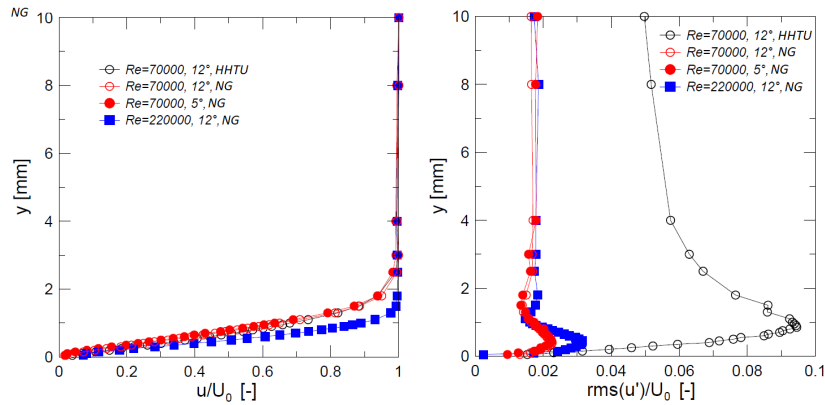 NG
10
8
6
4
2
0
y [mm]
Re=70000, 12°, HHTU
Re=70000, 12°, NG
Re=70000, 5°, NG
Re=220000, 12°, NG
0
0.2
0.4
0.6
0.8
1
u/U0 [-]
10
8
6
4
2
0
y [mm]
Re=70000, 12°, HHTU
Re=70000, 12°, NG
Re=70000, 5°, NG
Re=220000, 12°, NG
0
0.02
0.04
0.06
0.08
0.1
rms(u')/U0 [-]